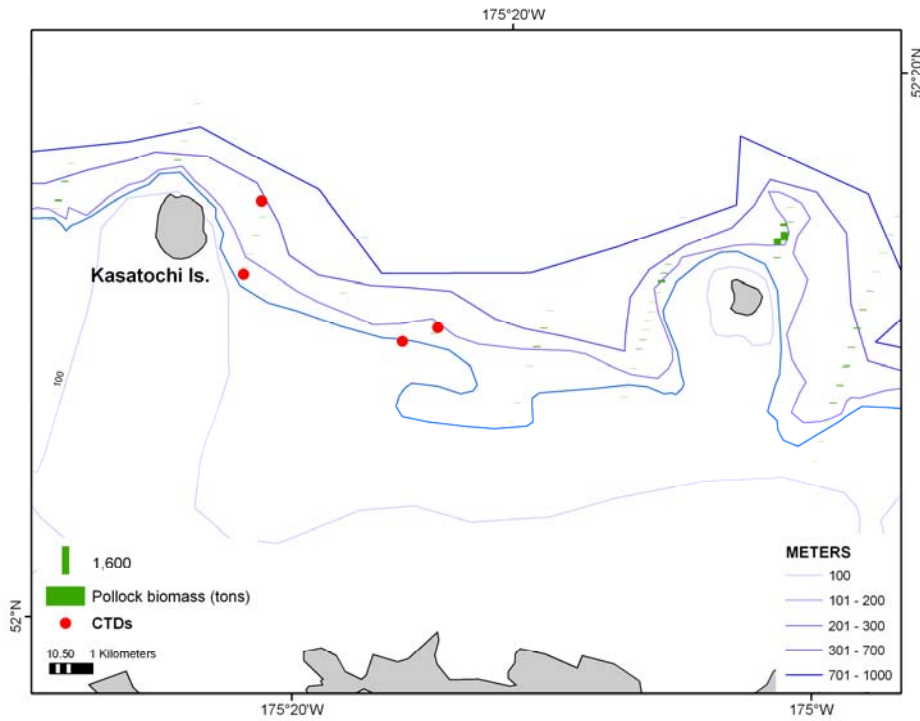 175°20'W
52°20'N
Kasatochi Is.
100
1,600
Pollock biomass (tons)
CTDs
10.50 1 Kilometers
METERS
100
101 - 200
201 - 300
301 - 700
701 - 1000
52°N
175°20'W
175°W